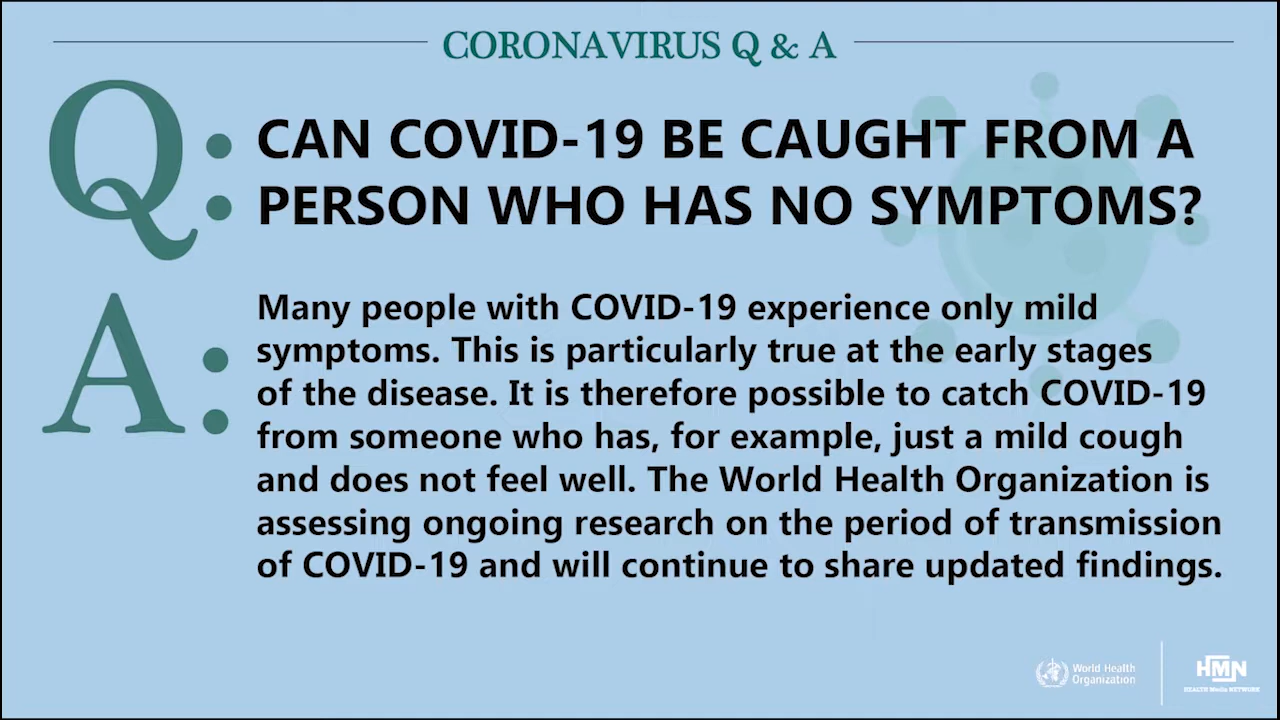 CORONAVIRUS Q & A
Q: CAN COVID-19 BE CAUGHT FROM A
PERSON WHO HAS NO SYMPTOMS?
A: Many people with COVID-19 experience only mild
symptoms. This is particularly true at the early stages
of the disease. It is therefore possible to catch COVID-19
from someone who has, for example, just a mild cough
and does not feel well. The World Health Organization is
assessing ongoing research on the period of transmission
of COVID-19 and will continue to share updated findings.
World Health
Organization
HMN
HEALTH Media NETWORK